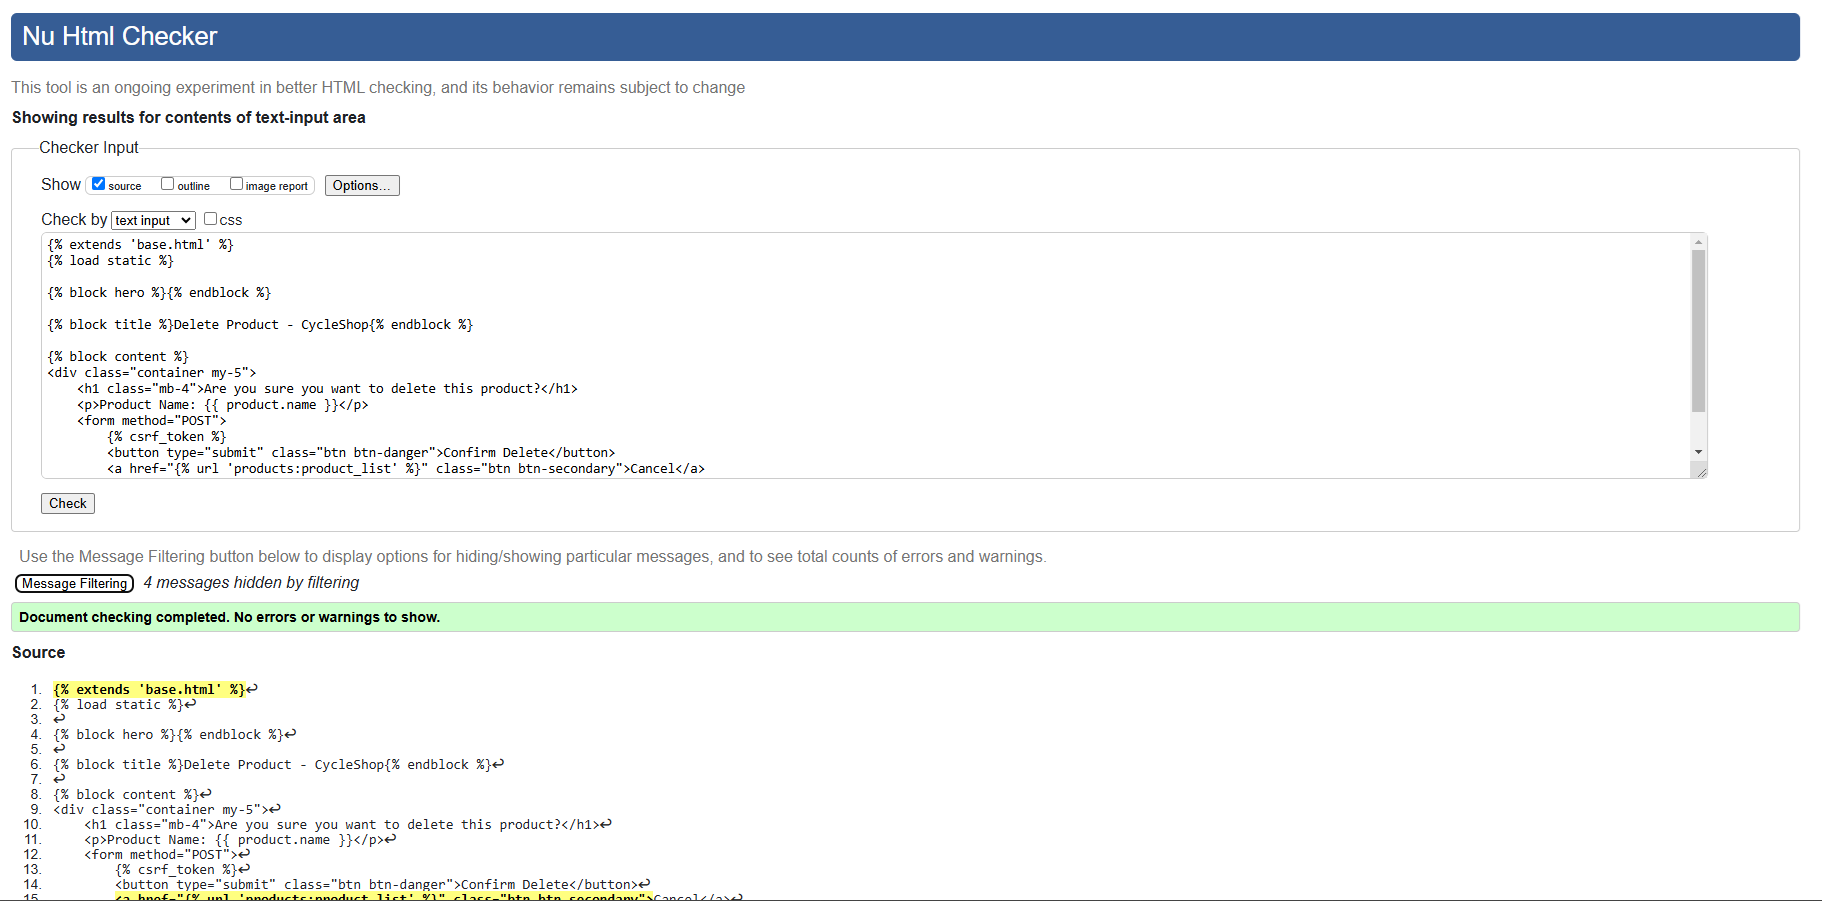 Nu Html Checker
This tool is an ongoing experiment in better HTML checking, and its behavior remains subject to change
Showing results for contents of text-input area
Checker Input
Show source outline image report Options...
Check by text input css
{% extends 'base.html' %}
{% load static %}
{% block hero %}{% endblock %}
{% block title %}Delete Product - CycleShop{% endblock %}
{% block content %}
<div class="container my-5">
    <h1 class="mb-4">Are you sure you want to delete this product?</h1>
    <p>Product Name: {{ product.name }}</p>
    <form method="POST">
        {% csrf_token %}
        <button type="submit" class="btn btn-danger">Confirm Delete</button>
        <a href="{% url 'products:product_list' %}" class="btn btn-secondary">Cancel</a>
Check
Use the Message Filtering button below to display options for hiding/showing particular messages, and to see total counts of errors and warnings.
Message Filtering 4 messages hidden by filtering
Document checking completed. No errors or warnings to show.
Source
1. {% extends 'base.html' %}↩
2. {% load static %}↩
3. ↩
4. {% block hero %}{% endblock %}↩
5. ↩
6. {% block title %}Delete Product - CycleShop{% endblock %}↩
7. ↩
8. {% block content %}↩
9. <div class="container my-5">↩
10.     <h1 class="mb-4">Are you sure you want to delete this product?</h1>↩
11.     <p>Product Name: {{ product.name }}</p>↩
12.     <form method="POST">↩
13.         {% csrf_token %}↩
14.         <button type="submit" class="btn btn-danger">Confirm Delete</button>↩
15.         <a href="{% url 'products:product_list' %}" class="btn btn-secondary">Cancel</a>↩